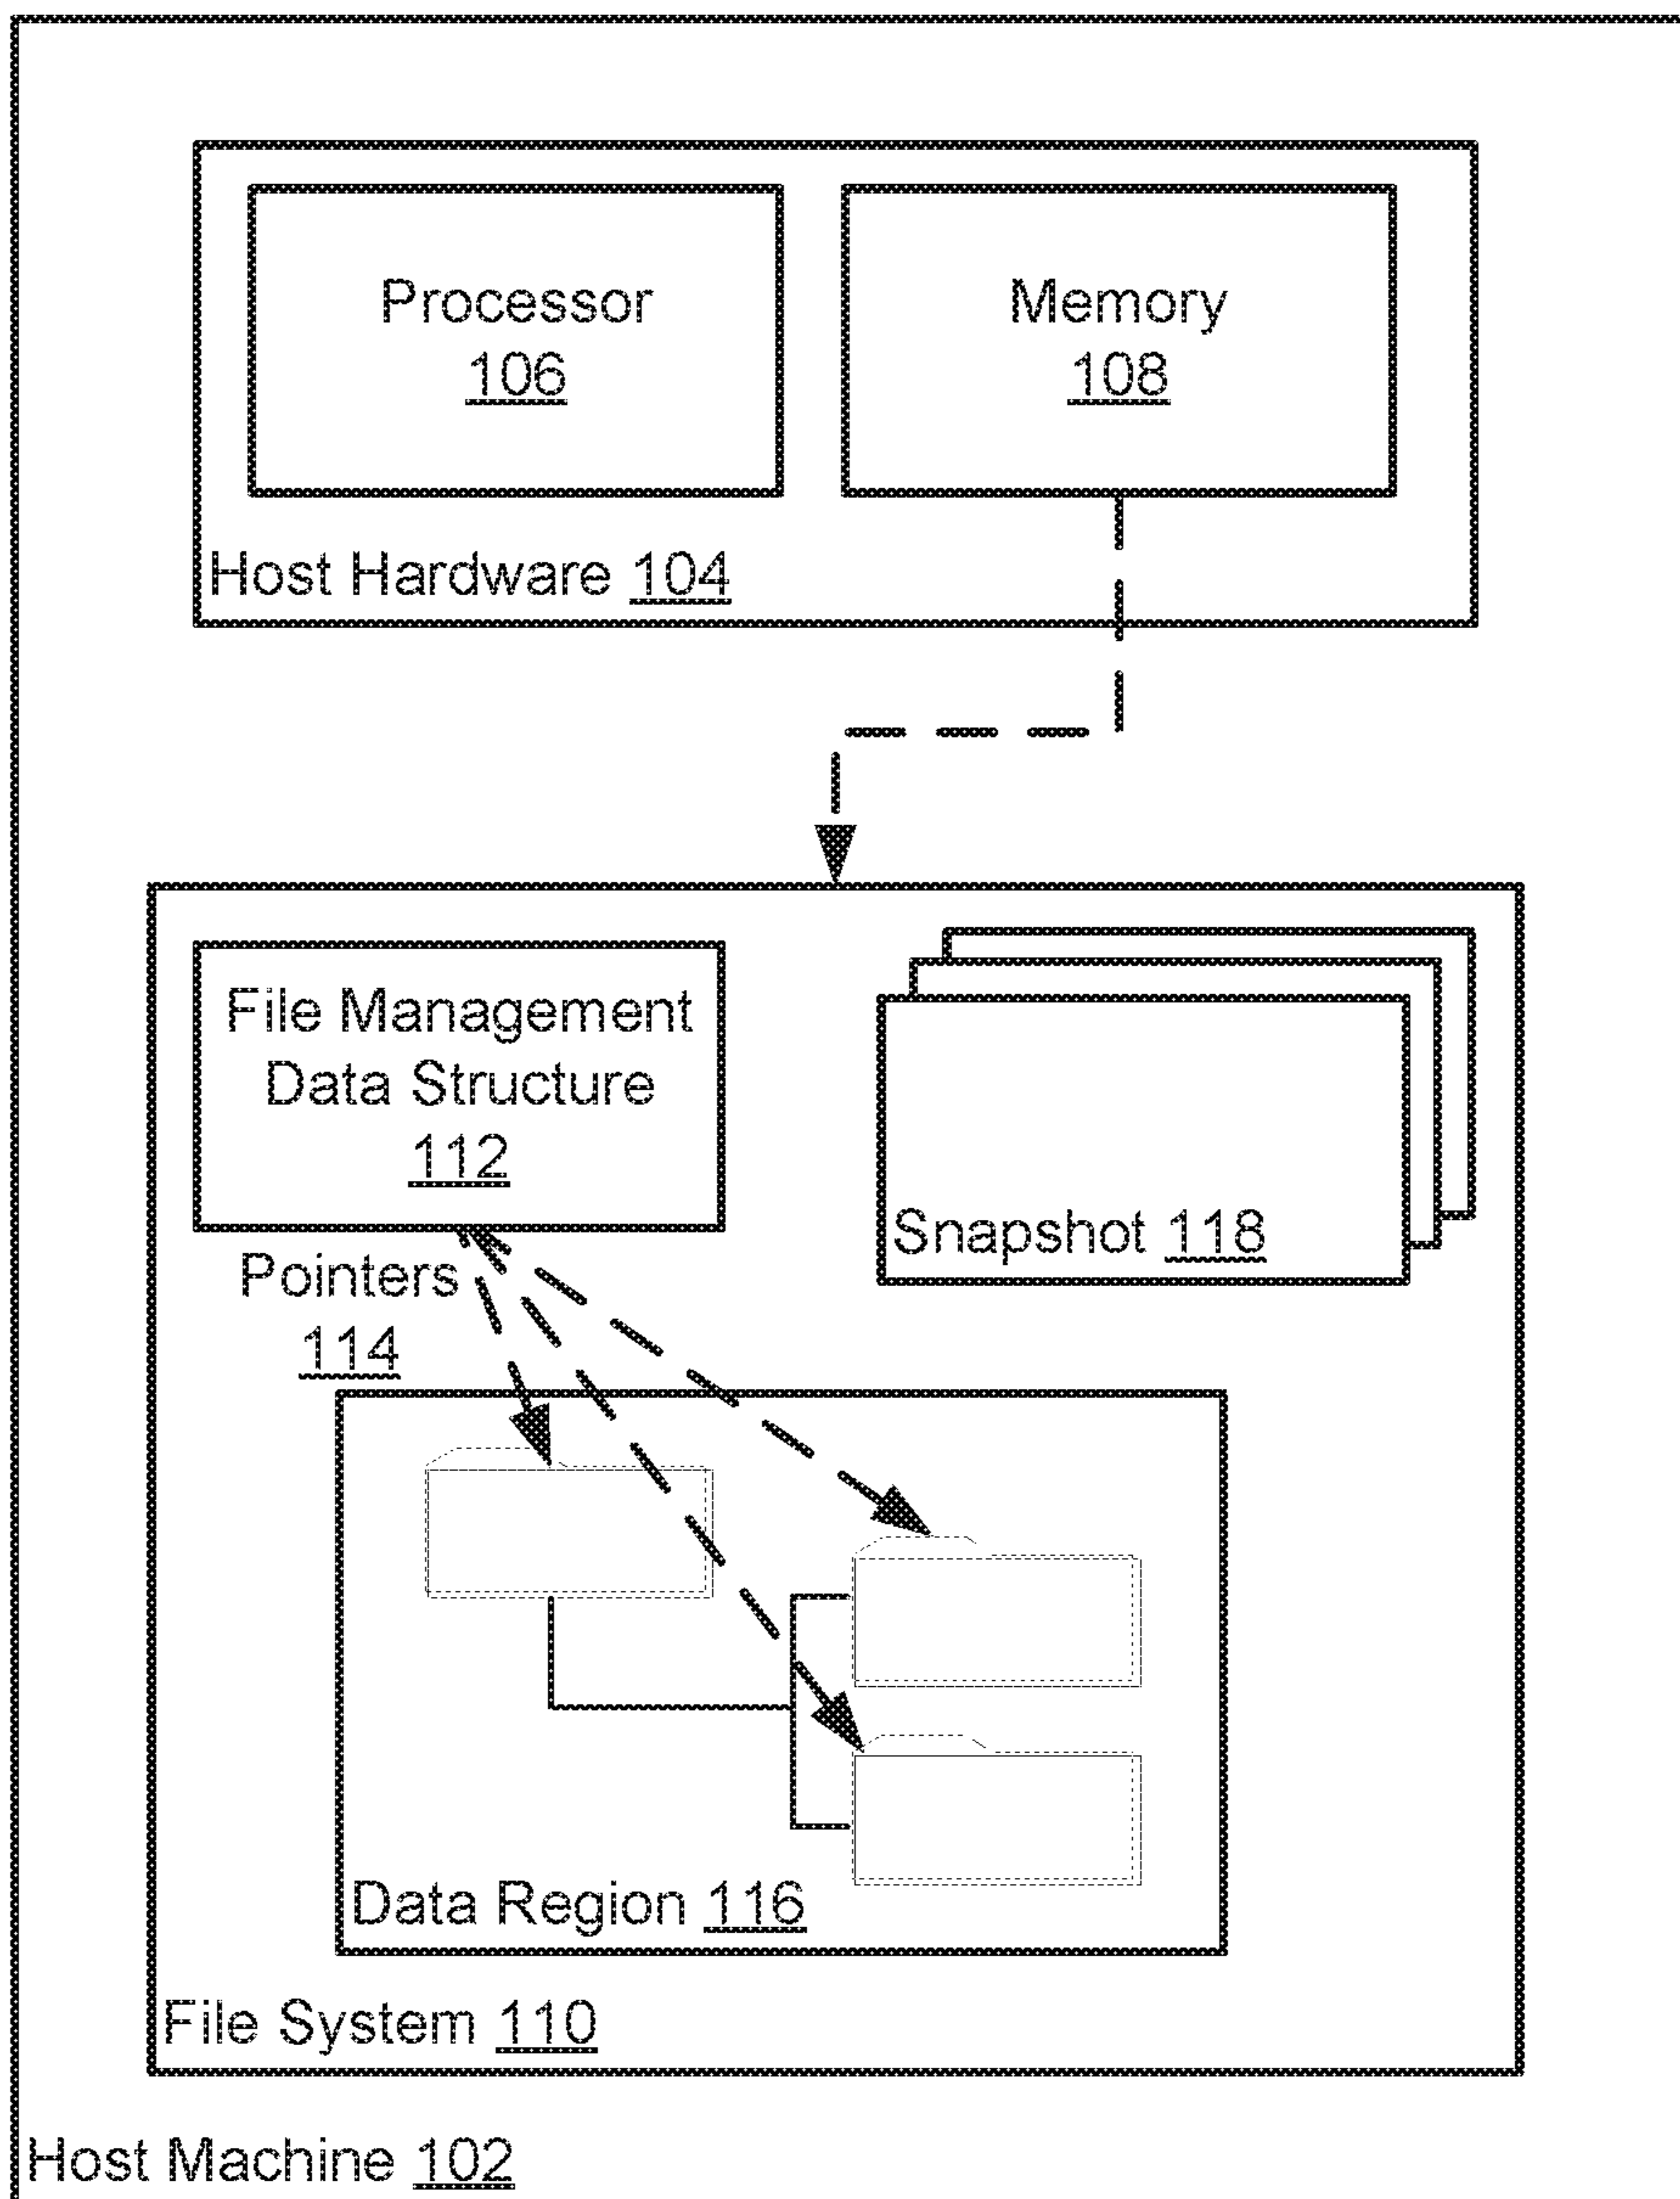 Processor
106
Memory
108
Host Hardware 104
File Management
Data Structure
112
Snapshot 118
Pointers
114
Data Region 116
File System 110
Host Machine 102